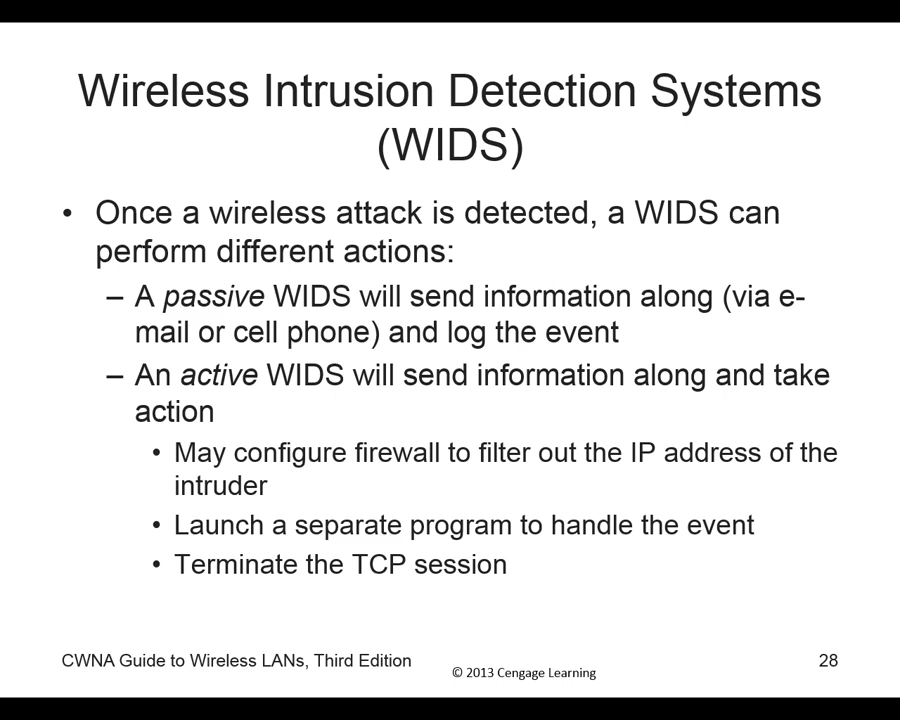 Wireless Intrusion Detection Systems
(WIDS)
• Once a wireless attack is detected, a WIDS can
perform different actions:
– A passive WIDS will send information along (via e-
mail or cell phone) and log the event
– An active WIDS will send information along and take
action
• May configure firewall to filter out the IP address of the
intruder
• Launch a separate program to handle the event
• Terminate the TCP session
CWNA Guide to Wireless LANs, Third Edition
© 2013 Cengage Learning
28